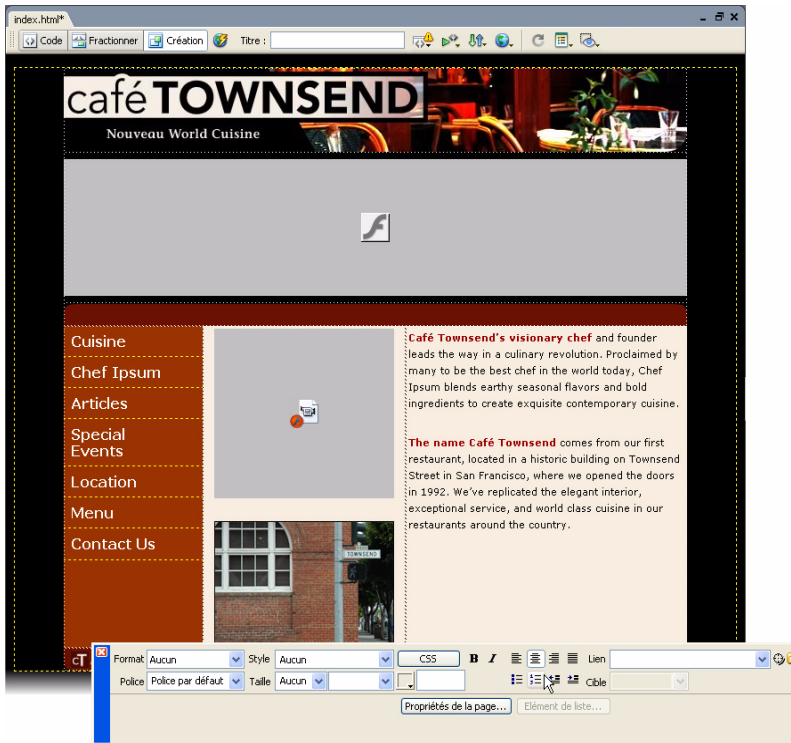 index.html*
Code Fractionner Création Titre :
café TOWNSEND
Nouveau World Cuisine
Cuisine
Chef Ipsum
Articles
Special
Events
Location
Menu
Contact Us
Café Townsend's visionary chef and founder
leads the way in a culinary revolution. Proclaimed by
many to be the best chef in the world today, Chef
Ipsum blends earthy seasonal flavors and bold
ingredients to create exquisite contemporary cuisine.
The name Café Townsend comes from our first
restaurant, located in a historic building on Townsend
Street in San Francisco, where we opened the doors
in 1992. We've replicated the elegant interior,
exceptional service, and world class cuisine in our
restaurants around the country.
TOWNSEND
cT
Format Aucun Style Aucun CSS B I Lien
Police Police par défaut Taille Aucun Cible
Propriétés de la page... Elément de liste...